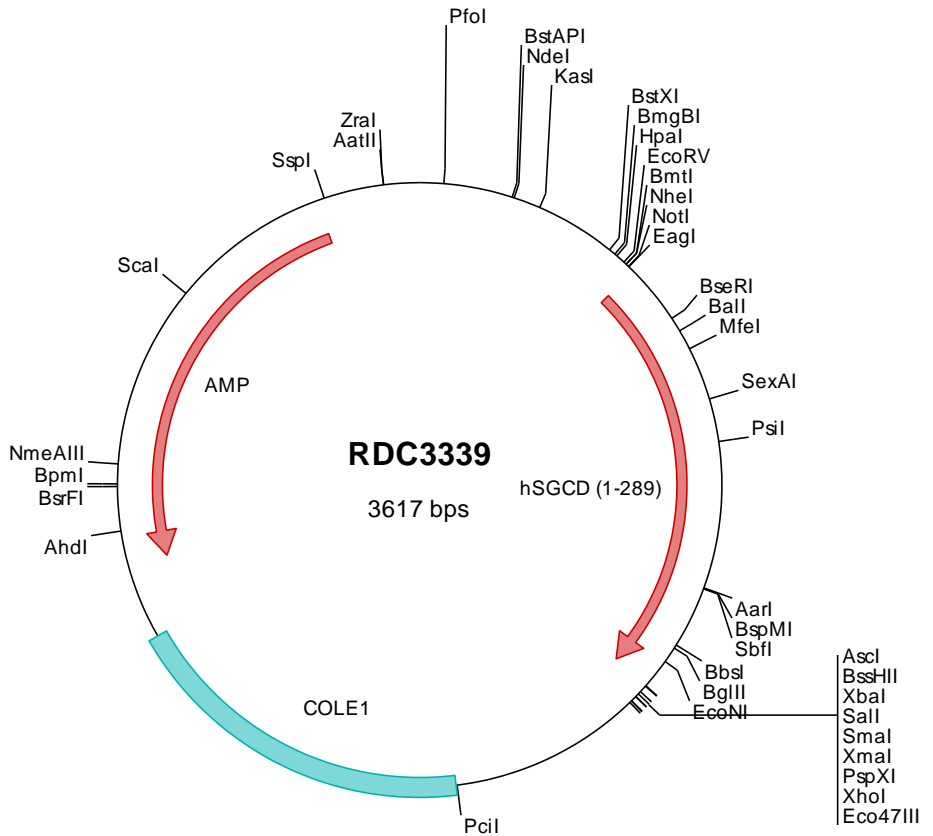 PfoI
BstAPI
NdeI
KasI
ZraI
AatII
SspI
BstXI
BmgBI
HpaI
EcoRV
BmtI
NheI
NotI
EagI
ScaI
BseRI
BalI
MfeI
SexAI
PsiI
AMP
RDC3339
3617 bps
hSGCD (1-289)
NmeAIII
BpmI
BsrFI
AhdI
AarI
BspMI
SbfI
BbsI
BglII
EcoNI
AscI
BssHII
XbaI
SalI
SmaI
XmaI
PspXI
XhoI
Eco47III
COLE1
PciI